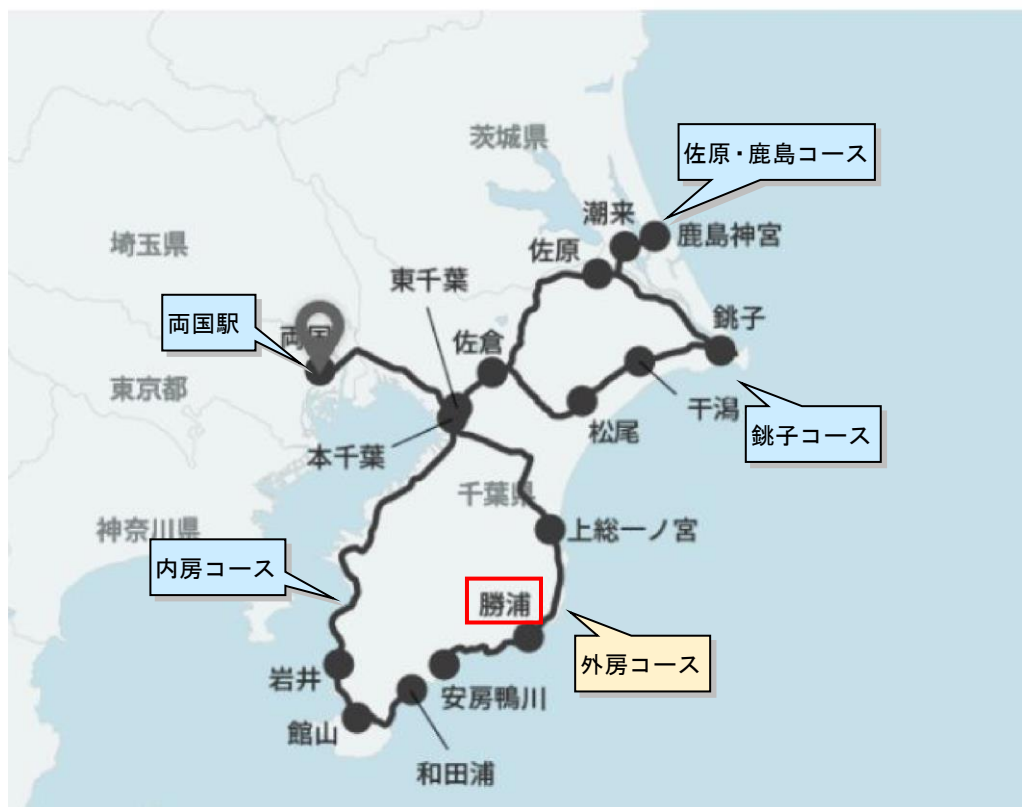 茨城県
佐原・鹿島コース
潮来
鹿島神宮
埼玉県
佐原
東千葉
両国駅
両国
佐倉
銚子
東京都
干潟
松尾
銚子コース
本千葉
千葉県
神奈川県
上総一ノ宮
内房コース
勝浦
外房コース
岩井
安房鴨川
館山
和田浦